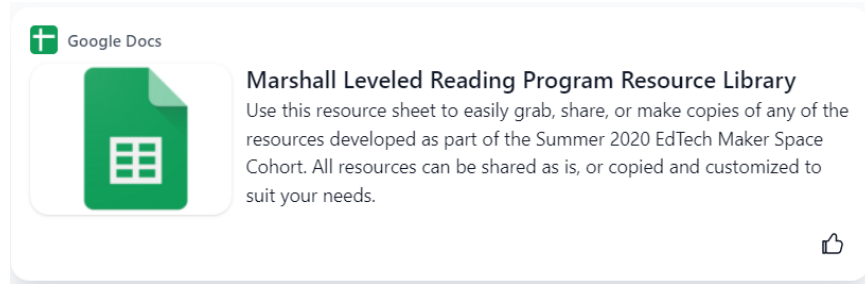 Google Docs
Marshall Leveled Reading Program Resource Library
Use this resource sheet to easily grab, share, or make copies of any of the
resources developed as part of the Summer 2020 EdTech Maker Space
Cohort. All resources can be shared as is, or copied and customized to
suit your needs.